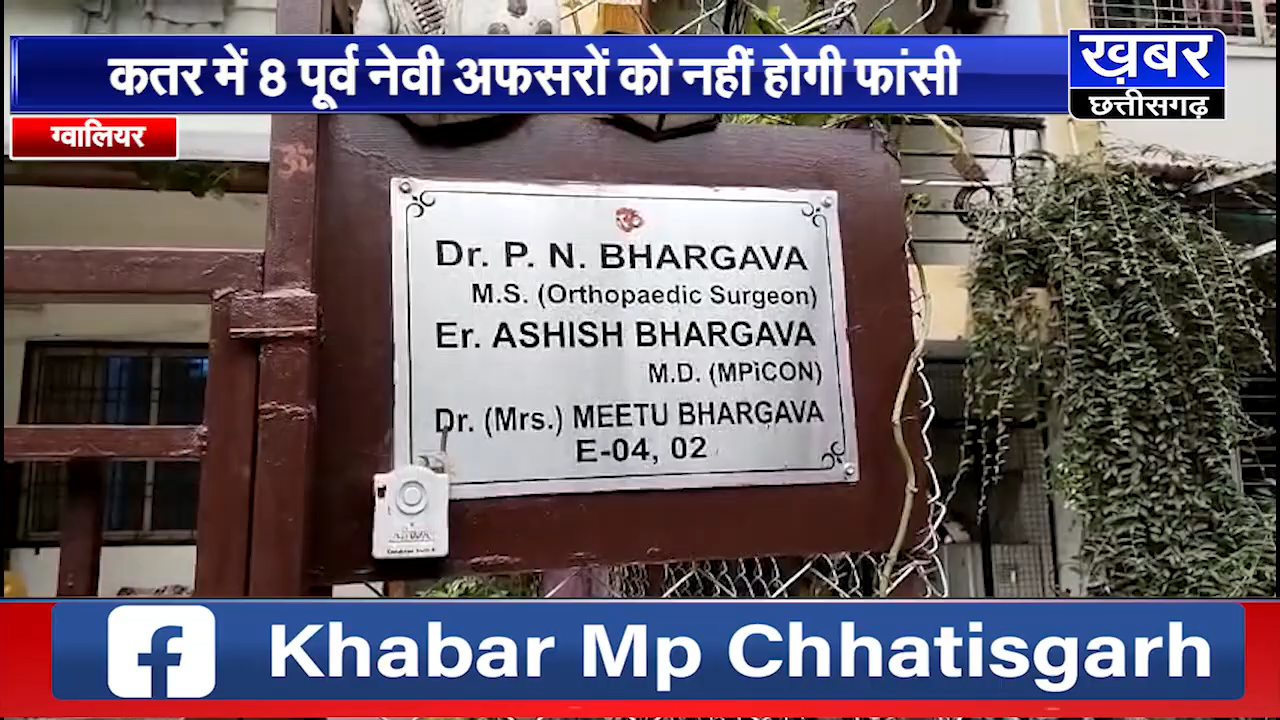 कतर में 8 पूर्व नेवी अफसरों को नहीं होगी फांसी
ख़बर
छत्तीसगढ़
ग्वालियर
ॐ
ॐ
Dr. P. N. BHARGAVA
M.S. (Orthopaedic Surgeon)
Er. ASHISH BHARGAVA
M.D. (MPiCON)
Dr. (Mrs.) MEETU BHARGAVA
E-04, 02
Khabar Mp Chhatisgarh